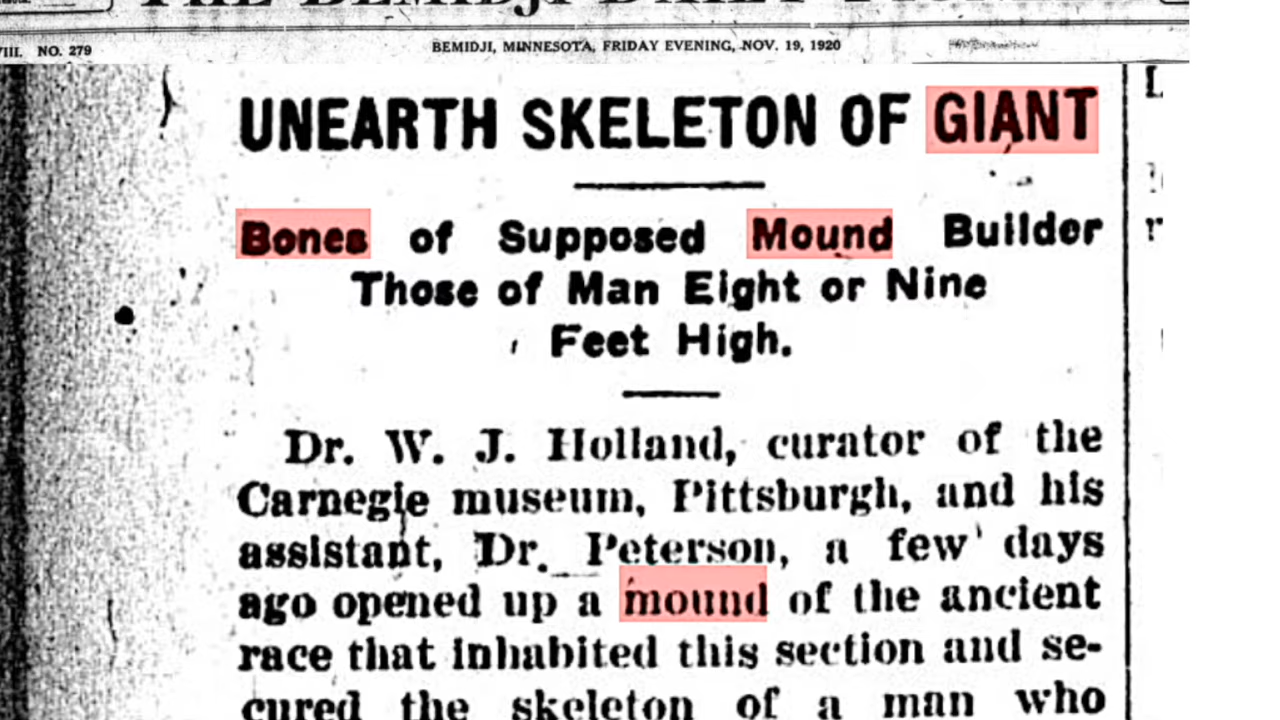 THE BEMIDJI DAILY
VIII. NO. 279
BEMIDJI, MINNESOTA, FRIDAY EVENING, NOV. 19, 1920
UNEARTH SKELETON OF GIANT
Bones of Supposed Mound Builder
Those of Man Eight or Nine
Feet High.
Dr. W. J. Holland, curator of the
Carnegie museum, Pittsburgh, and his
assistant, Dr. Peterson, a few days
ago opened up a mound of the ancient
race that inhabited this section and se-
cured the skeleton of a man who